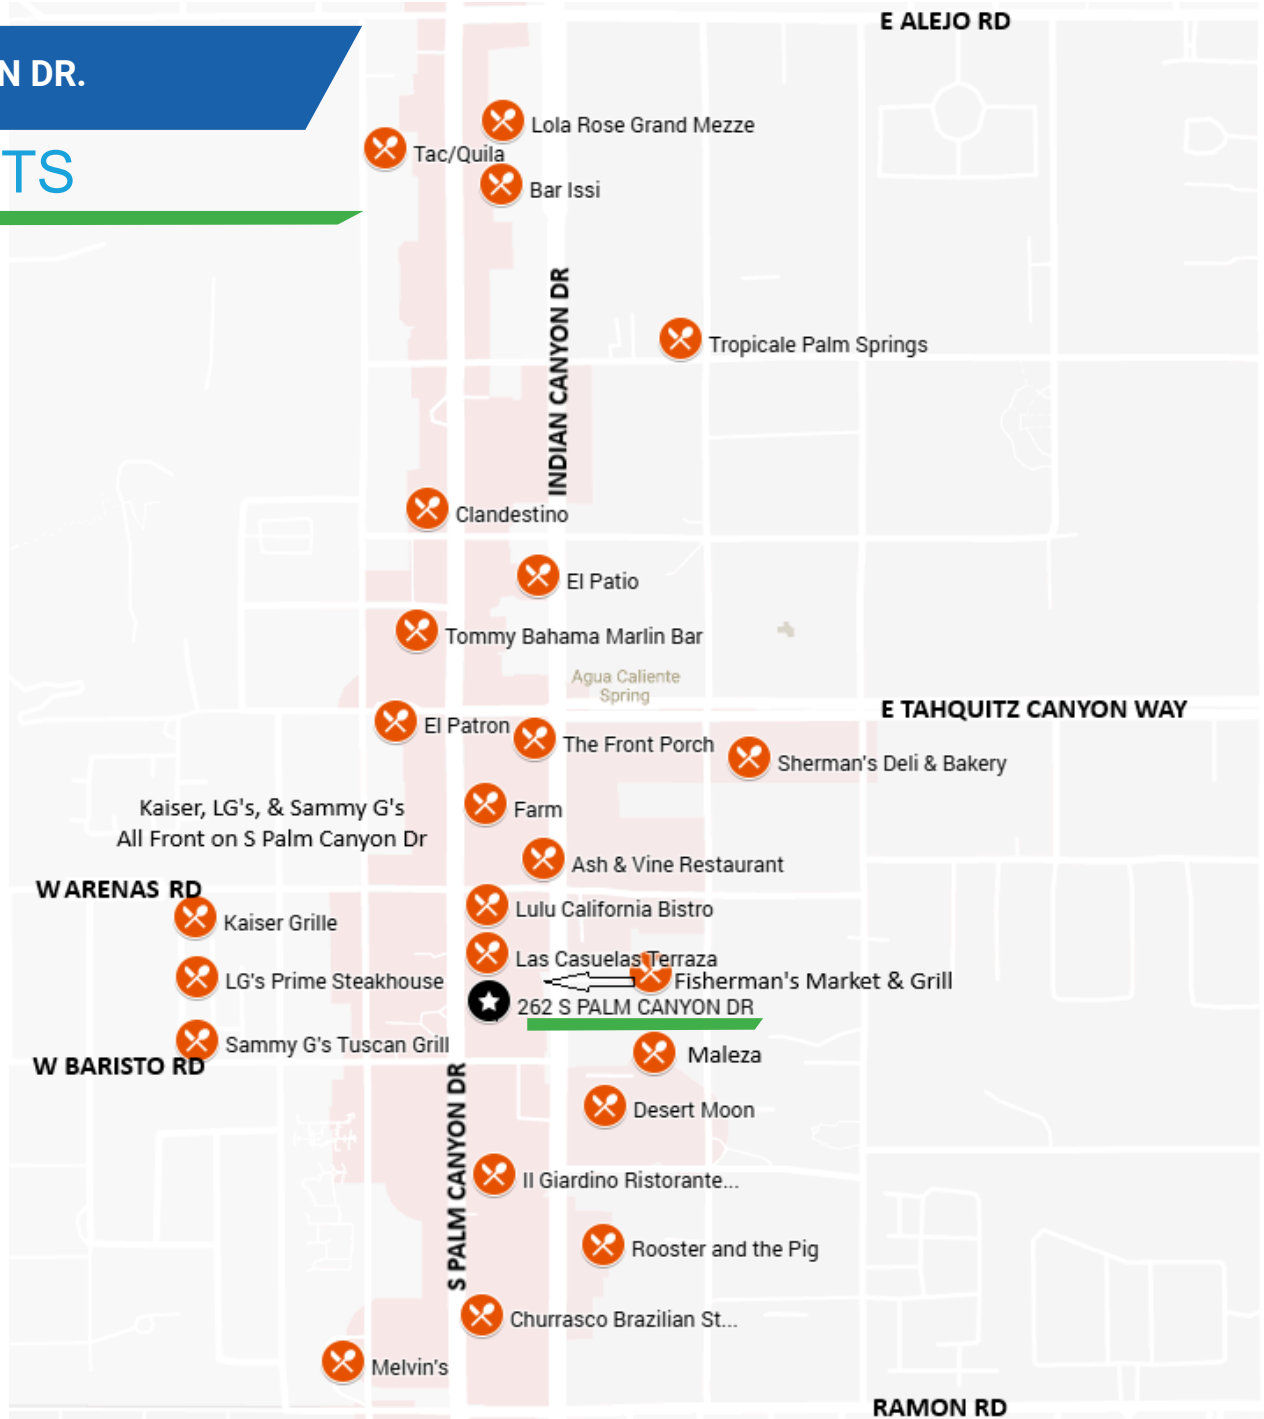 E ALEJO RD
N DR.
TS
Lola Rose Grand Mezze
Tac/Quila
Bar Issi
INDIAN CANYON DR
Tropicale Palm Springs
Clandestino
El Patio
Tommy Bahama Marlin Bar
Agua Caliente
Spring
E TAHQUITZ CANYON WAY
El Patron
The Front Porch
Sherman's Deli & Bakery
Kaiser, LG's, & Sammy G's
All Front on S Palm Canyon Dr
Farm
Ash & Vine Restaurant
W ARENAS RD
Kaiser Grille
Lulu California Bistro
Las Casuelas Terraza
LG's Prime Steakhouse
Fisherman's Market & Grill
262 S PALM CANYON DR
Sammy G's Tuscan Grill
W BARISTO RD
Maleza
S PALM CANYON DR
Desert Moon
Il Giardino Ristorante...
Rooster and the Pig
Churrasco Brazilian St...
Melvin's
RAMON RD